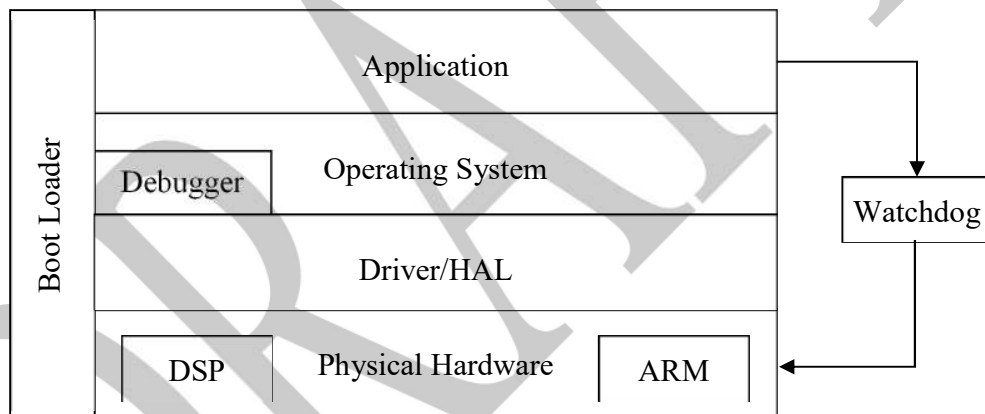 Application
Boot Loader
Debugger
Operating System
Watchdog
Driver/HAL
DSP
Physical Hardware
ARM